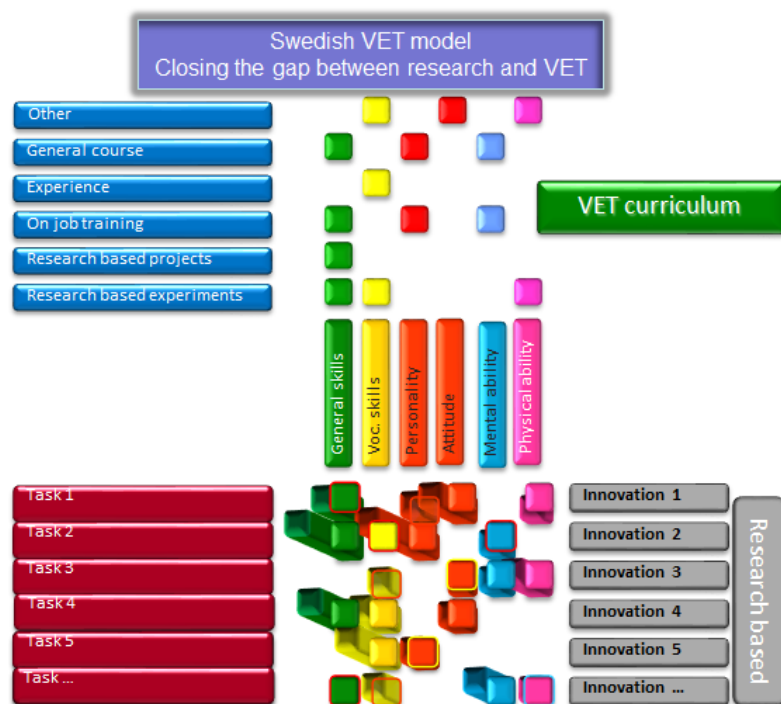 Swedish VET model
Closing the gap between research and VET
Other
General course
Experience
VET curriculum
On job training
Research based projects
Research based experiments
General skills
Voc. skills
Personality
Attitude
Mental ability
Physical ability
Task 1
Innovation 1
Task 2
Innovation 2
Task 3
Innovation 3
Task 4
Innovation 4
Task 5
Innovation 5
Task ...
Innovation ...
Research based